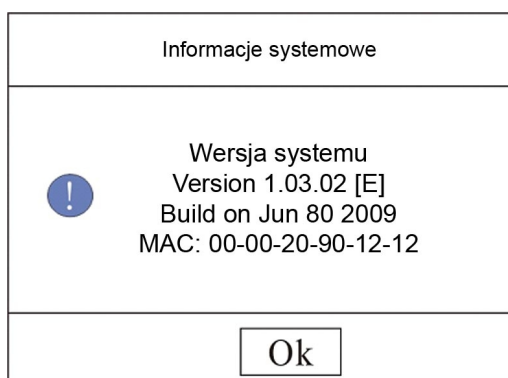 Informacje systemowe
!
Wersja systemu
Version 1.03.02 [E]
Build on Jun 80 2009
MAC: 00-00-20-90-12-12
Ok